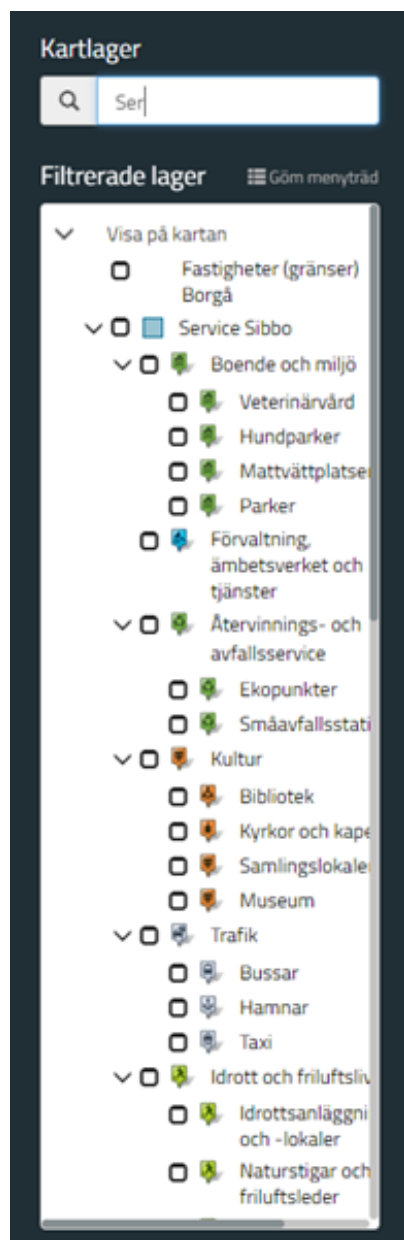 Kartlager
Ser
Filtrerade lager Göm menyträd
Visa på kartan
Fastigheter (gränser)
Borgå
Service Sibbo
Boende och miljö
Veterinärvård
Hundparker
Mattvättplatser
Parker
Förvaltning,
ämbetsverket och
tjänster
Återvinnings- och
avfallsservice
Ekopunkter
Småavfallsstati
Kultur
Bibliotek
Kyrkor och kape
Samlingslokale
Museum
Trafik
Bussar
Hamnar
Taxi
Idrott och friluftsliv
Idrottsanläggni
och -lokaler
Naturstigar och
friluftsleder